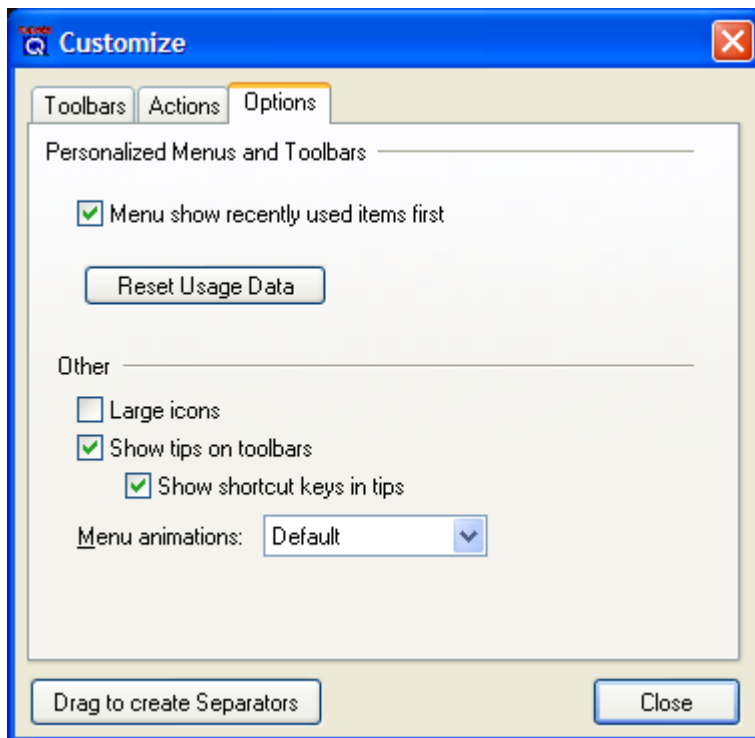 Customize
Toolbars Actions Options
Personalized Menus and Toolbars
Menu show recently used items first
Reset Usage Data
Other
Large icons
Show tips on toolbars
Show shortcut keys in tips
Menu animations: Default
Drag to create Separators Close